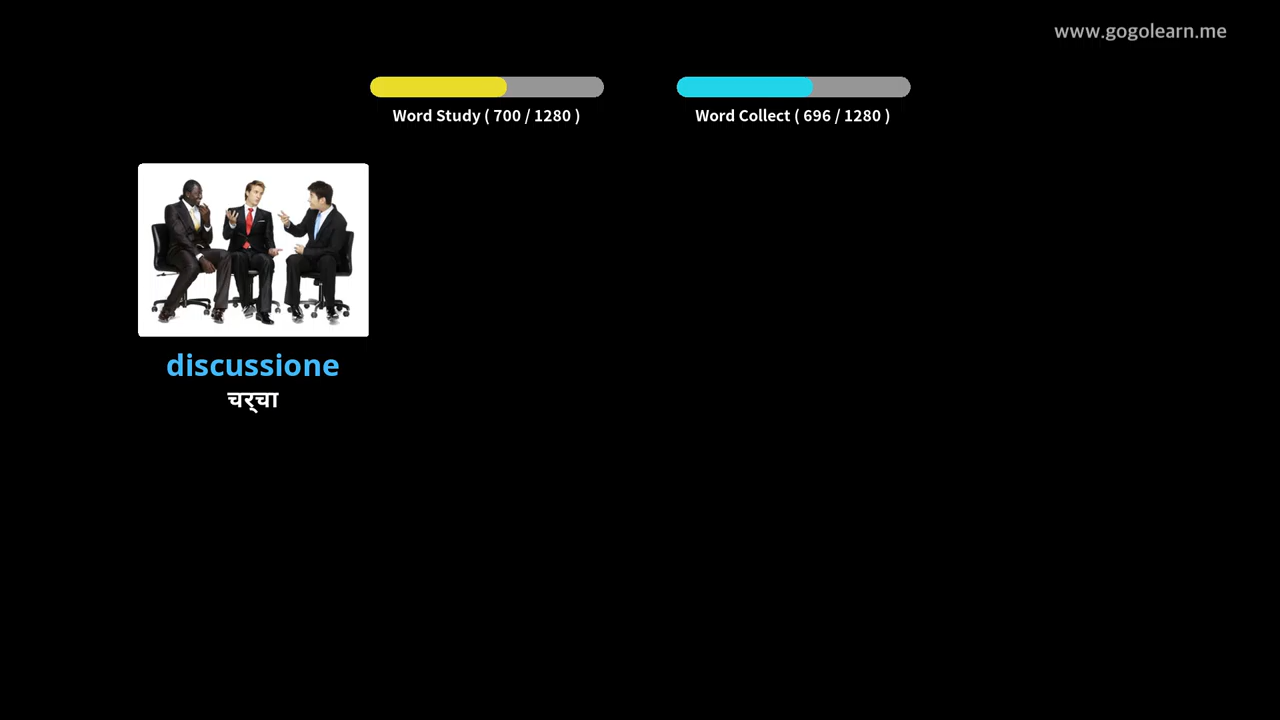 www.gogolearn.me
Word Study ( 700 / 1280 )
Word Collect ( 696 / 1280 )
discussione
चर्‌चा